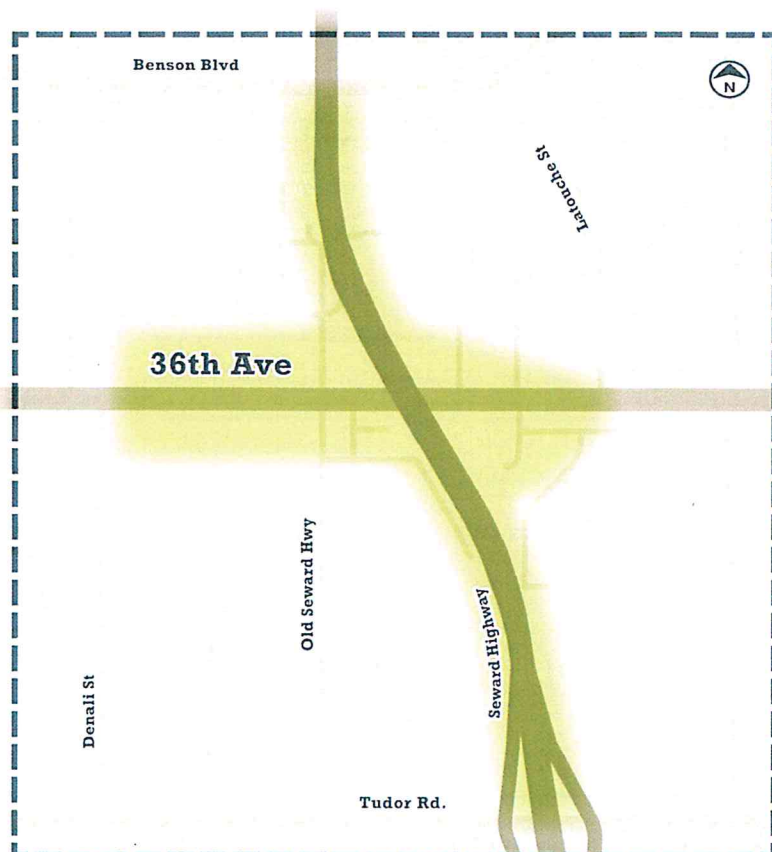 Benson Blvd
N
Latouche St
36th Ave
Old Seward Hwy
Seward Highway
Denali St
Tudor Rd.